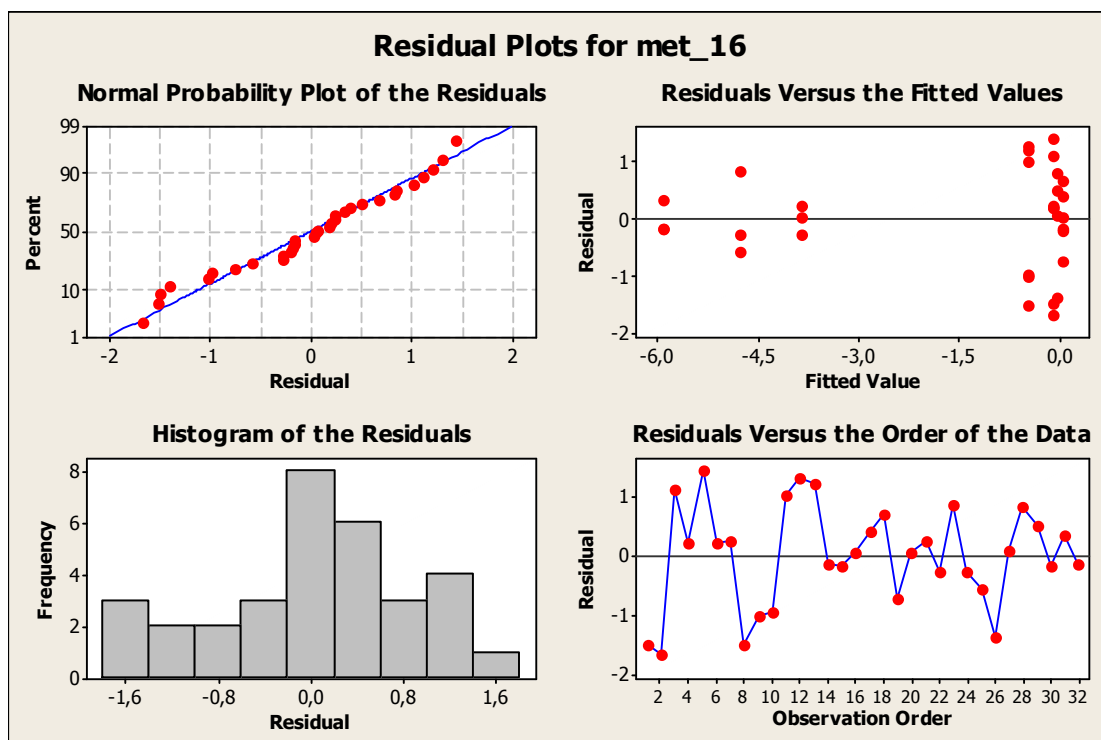 Residual Plots for met_16
Normal Probability Plot of the Residuals
99
90
50
10
1
Percent
-2 -1 0 1 2
Residual
Residuals Versus the Fitted Values
1
0
-1
-2
Residual
-6,0 -4,5 -3,0 -1,5 0,0
Fitted Value
Histogram of the Residuals
8
6
4
2
0
Frequency
-1,6 -0,8 0,0 0,8 1,6
Residual
Residuals Versus the Order of the Data
1
0
-1
-2
Residual
2 4 6 8 10 12 14 16 18 20 22 24 26 28 30 32
Observation Order